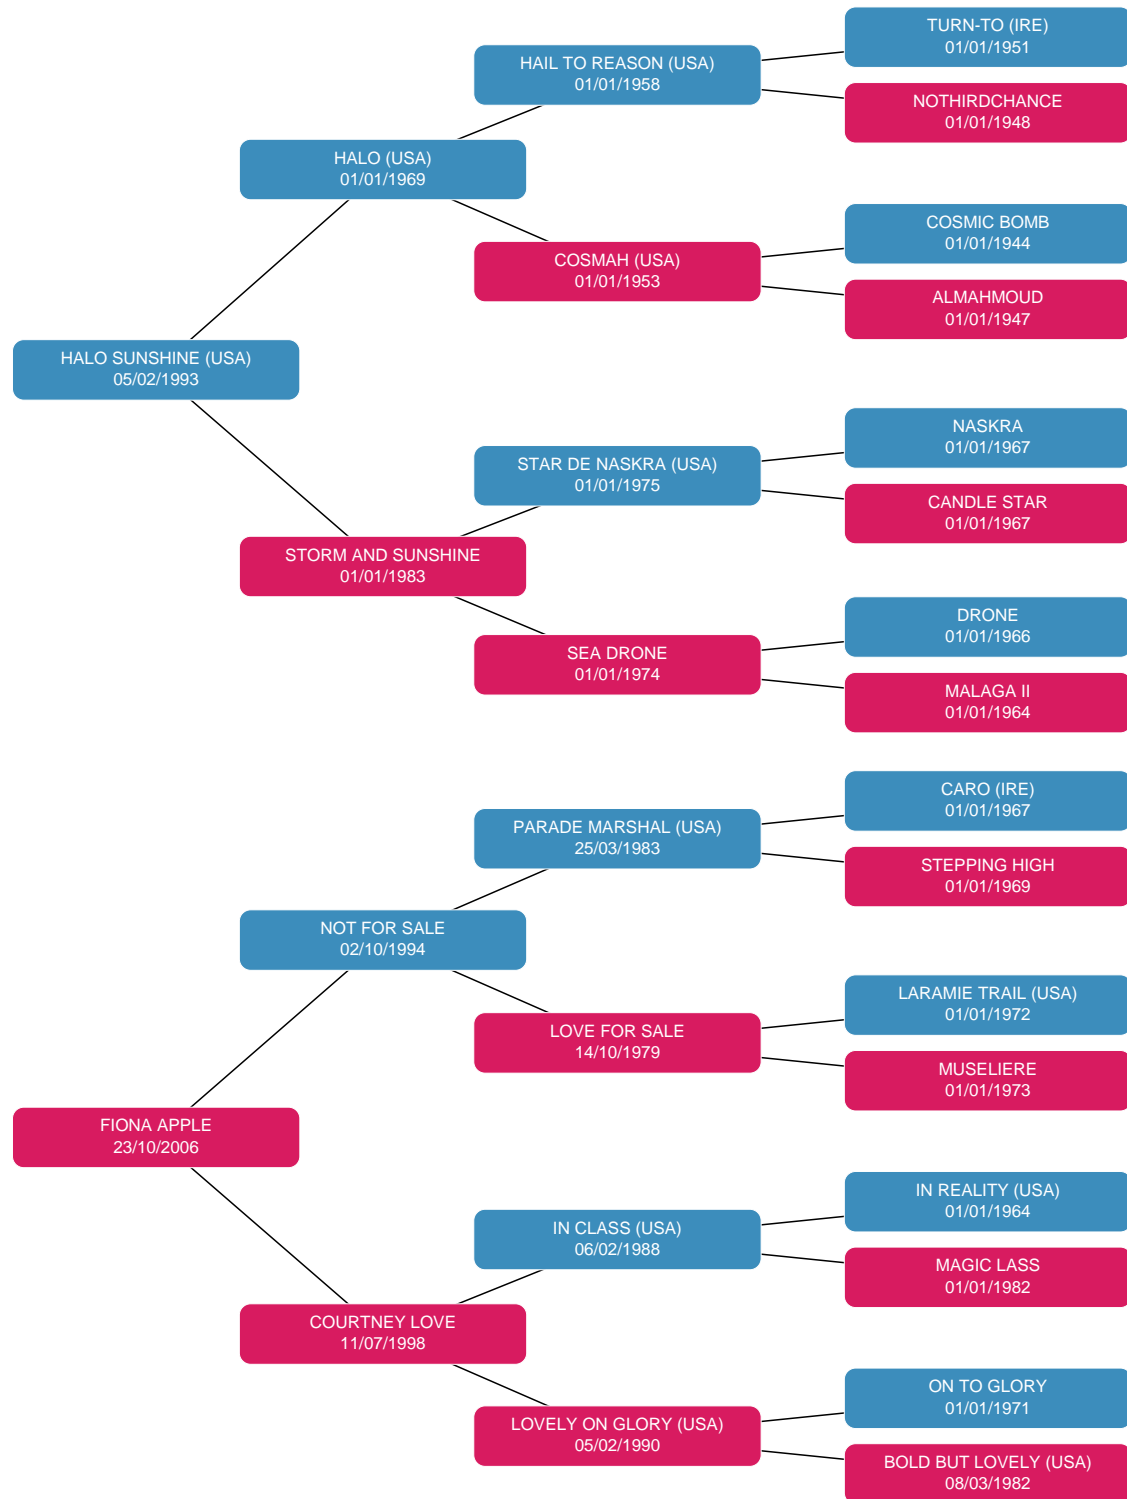 TURN-TO (IRE)
01/01/1951
HAIL TO REASON (USA)
01/01/1958
NOTHIRDCHANCE
01/01/1948
HALO (USA)
01/01/1969
COSMIC BOMB
01/01/1944
COSMAH (USA)
01/01/1953
ALMAHMOUD
01/01/1947
HALO SUNSHINE (USA)
05/02/1993
NASKRA
01/01/1967
STAR DE NASKRA (USA)
01/01/1975
CANDLE STAR
01/01/1967
STORM AND SUNSHINE
01/01/1983
DRONE
01/01/1966
SEA DRONE
01/01/1974
MALAGA II
01/01/1964
CARO (IRE)
01/01/1967
PARADE MARSHAL (USA)
25/03/1983
STEPPING HIGH
01/01/1969
NOT FOR SALE
02/10/1994
LARAMIE TRAIL (USA)
01/01/1972
LOVE FOR SALE
14/10/1979
MUSELIERE
01/01/1973
FIONA APPLE
23/10/2006
IN REALITY (USA)
01/01/1964
IN CLASS (USA)
06/02/1988
MAGIC LASS
01/01/1982
COURTNEY LOVE
11/07/1998
ON TO GLORY
01/01/1971
LOVELY ON GLORY (USA)
05/02/1990
BOLD BUT LOVELY (USA)
08/03/1982